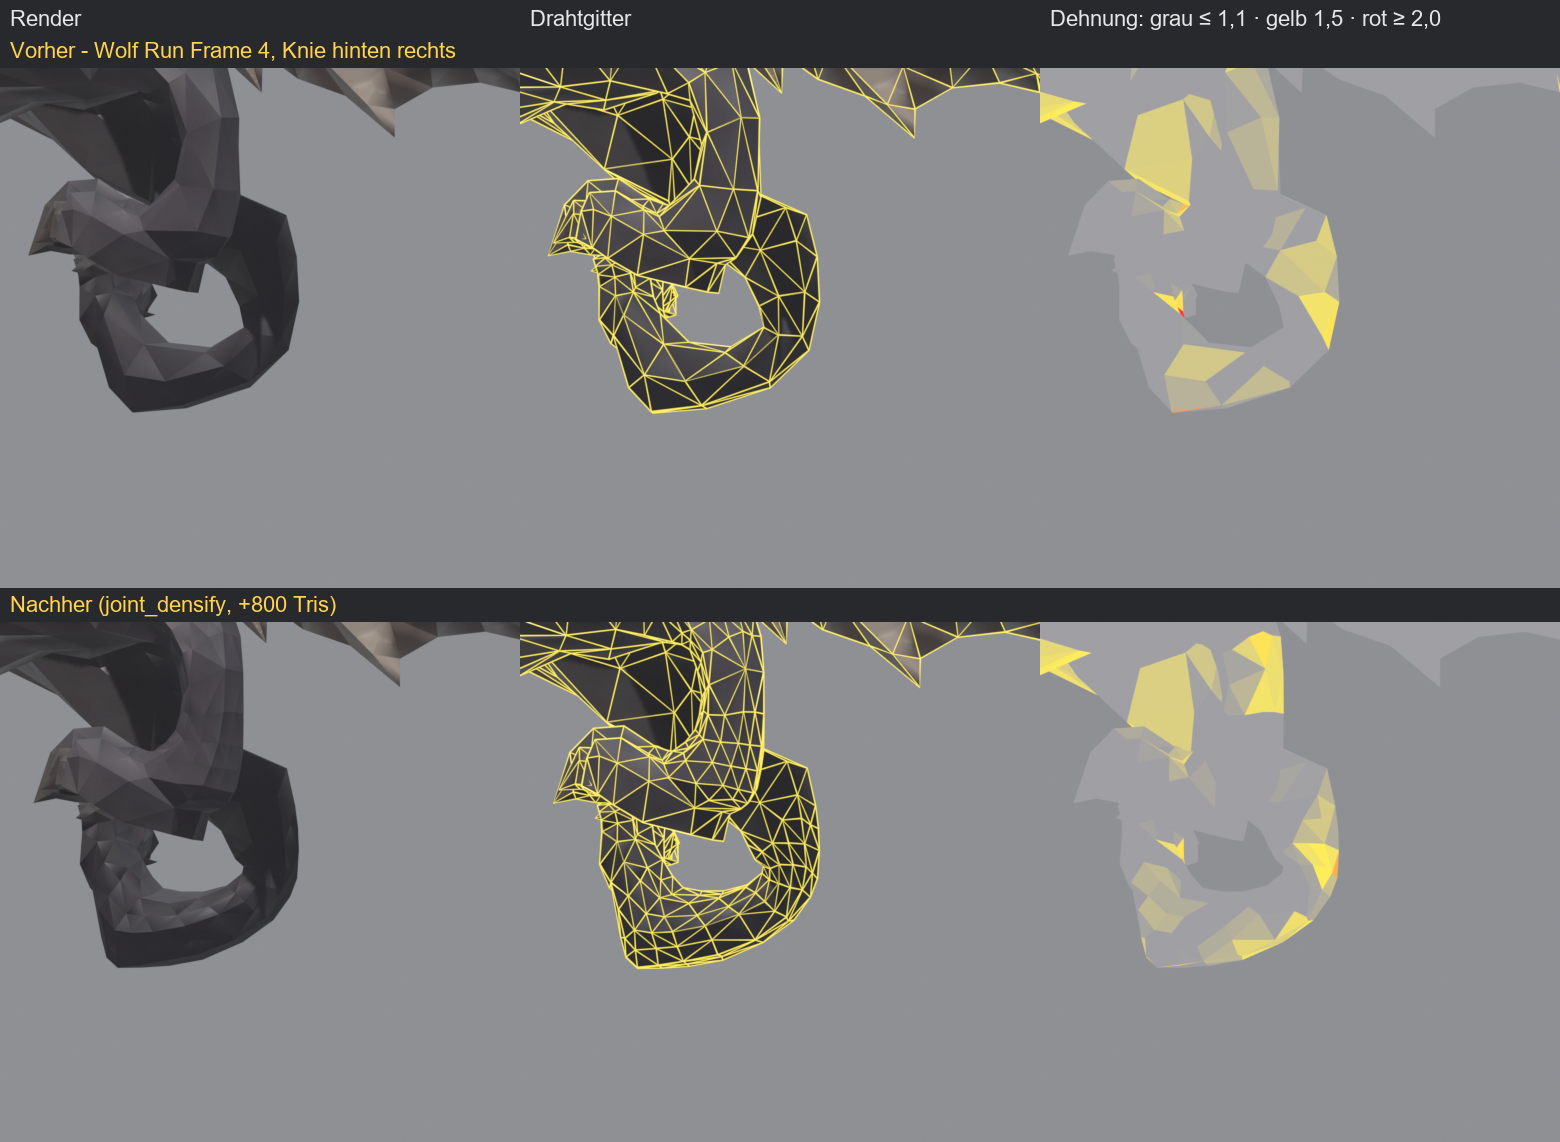 Render
Drahtgitter
Dehnung: grau ≤ 1,1 · gelb 1,5 · rot ≥ 2,0
Vorher - Wolf Run Frame 4, Knie hinten rechts
Nachher (joint_densify, +800 Tris)